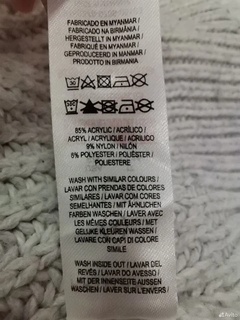 FABRICADO EN MYANMAR /
FABRICADO NA BIRMÂNIA /
HERGESTELLT IN MYANMAR /
FABRIQUÉ EN MYANMAR /
GEPRODUCEERD IN MANMAR /
PRODOTTO IN BIRMANIA
85% ACRYLIC / ACRÍLICO /
ACRYL / ACRYLIQUE / ACRILICO
9% NYLON / NILÓN
6% POLYESTER / POLIÉSTER /
POLIESTERE
WASH WITH SIMILAR COLOURS /
LAVAR CON PRENDAS DE COLORES
SIMILARES / LAVAR COM CORES
SEMELHANTES / MIT ÄHNLICHEN
FARBEN WASCHEN / LAVER AVEC
LES MÊMES COULEURS / MET
GELIJKE KLEUREN WASSEN /
LAVARE CON CAPI DI COLORE
SIMILE.
WASH INSIDE OUT / LAVAR DEL
REVÉS / LAVAR DO AVESSO /
MIT DER INNENSEITE AUSSEN
WASCHEN / LAVER SUR L'ENVERS /
Avito